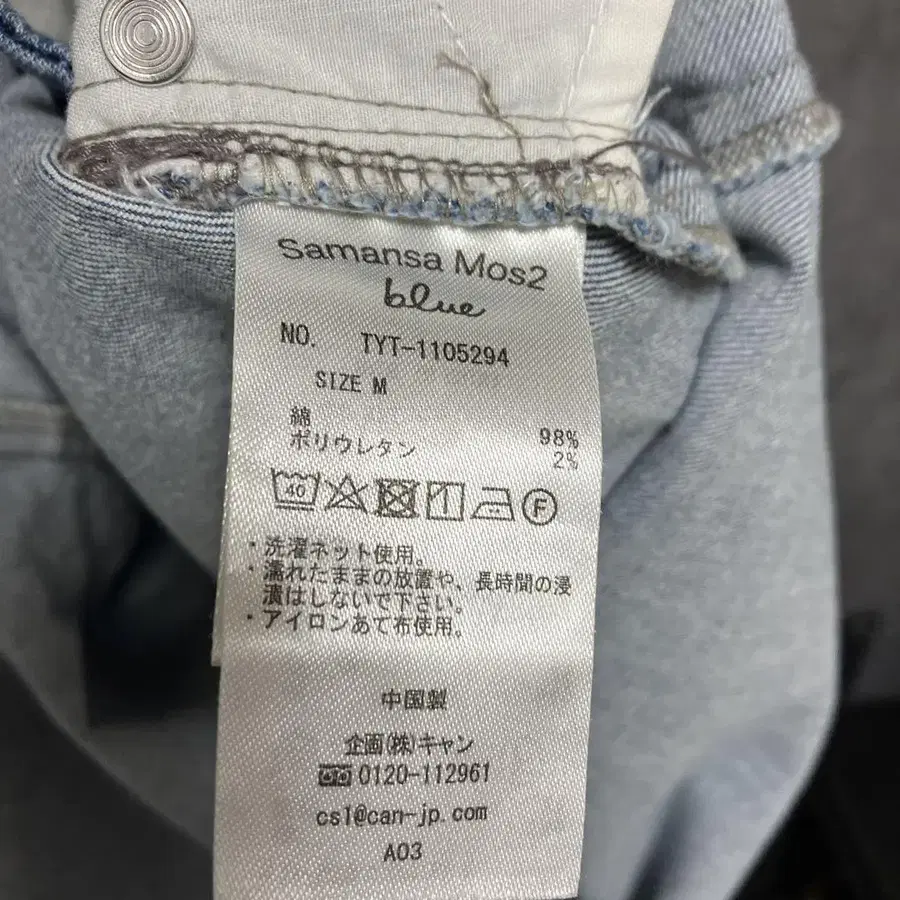 Samansa Mos2
blue
NO. TYT-1105294
SIZE M
綿 98%
ポリウレタン 2%
40 F
・洗濯ネット使用。
・濡れたままの放置や、長時間の浸
漬はしないで下さい。
・アイロンあて布使用。
中国製
企画(株)キャン
0120-112961
cs1@can-jp.com
A03